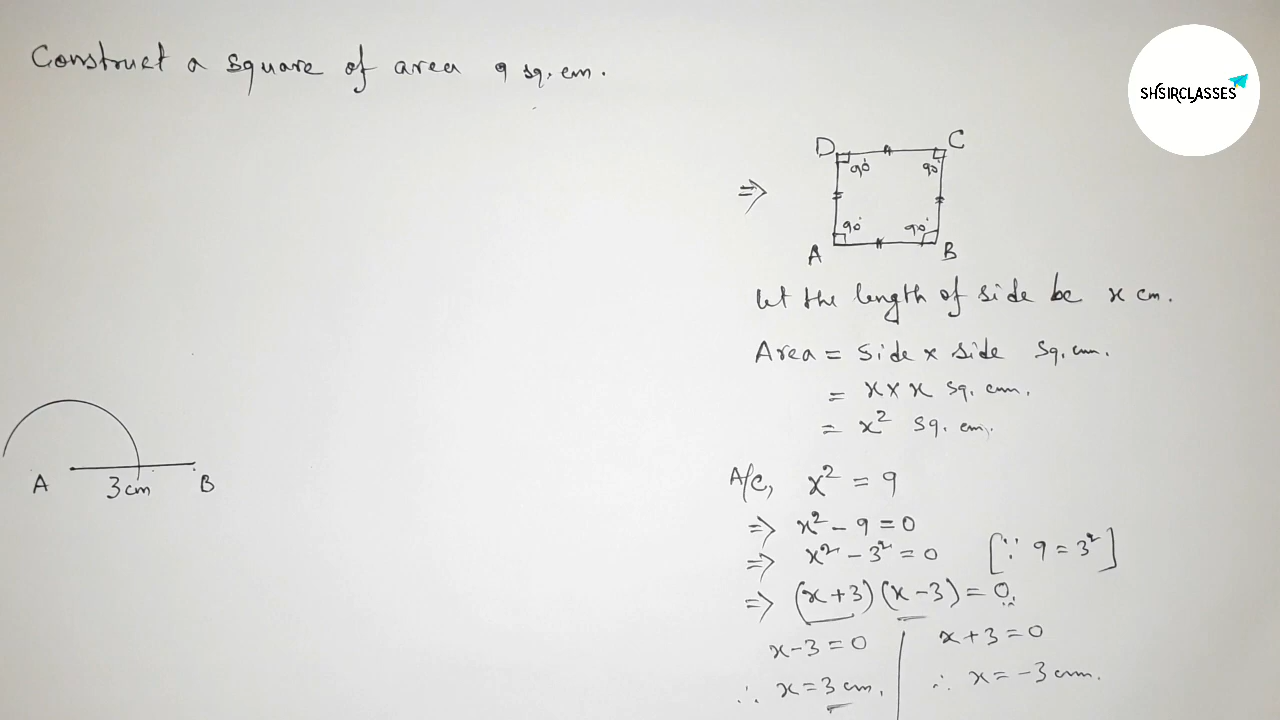 Construct a square of area 9 sq. cm.
SHSIRCLASSES
D C
90° 90°
⇒
90° 90°
A B
let the length of side be x cm.
Area = side × side sq. cm.
= x × x sq. cm.
= x² sq. cm.
A 3 cm B
A/C, x² = 9
⇒ x² - 9 = 0
⇒ x² - 3² = 0 [∵ 9 = 3²]
⇒ (x + 3) (x - 3) = 0.
x - 3 = 0 x + 3 = 0
∴ x = 3 cm. ∴ x = -3 cm.